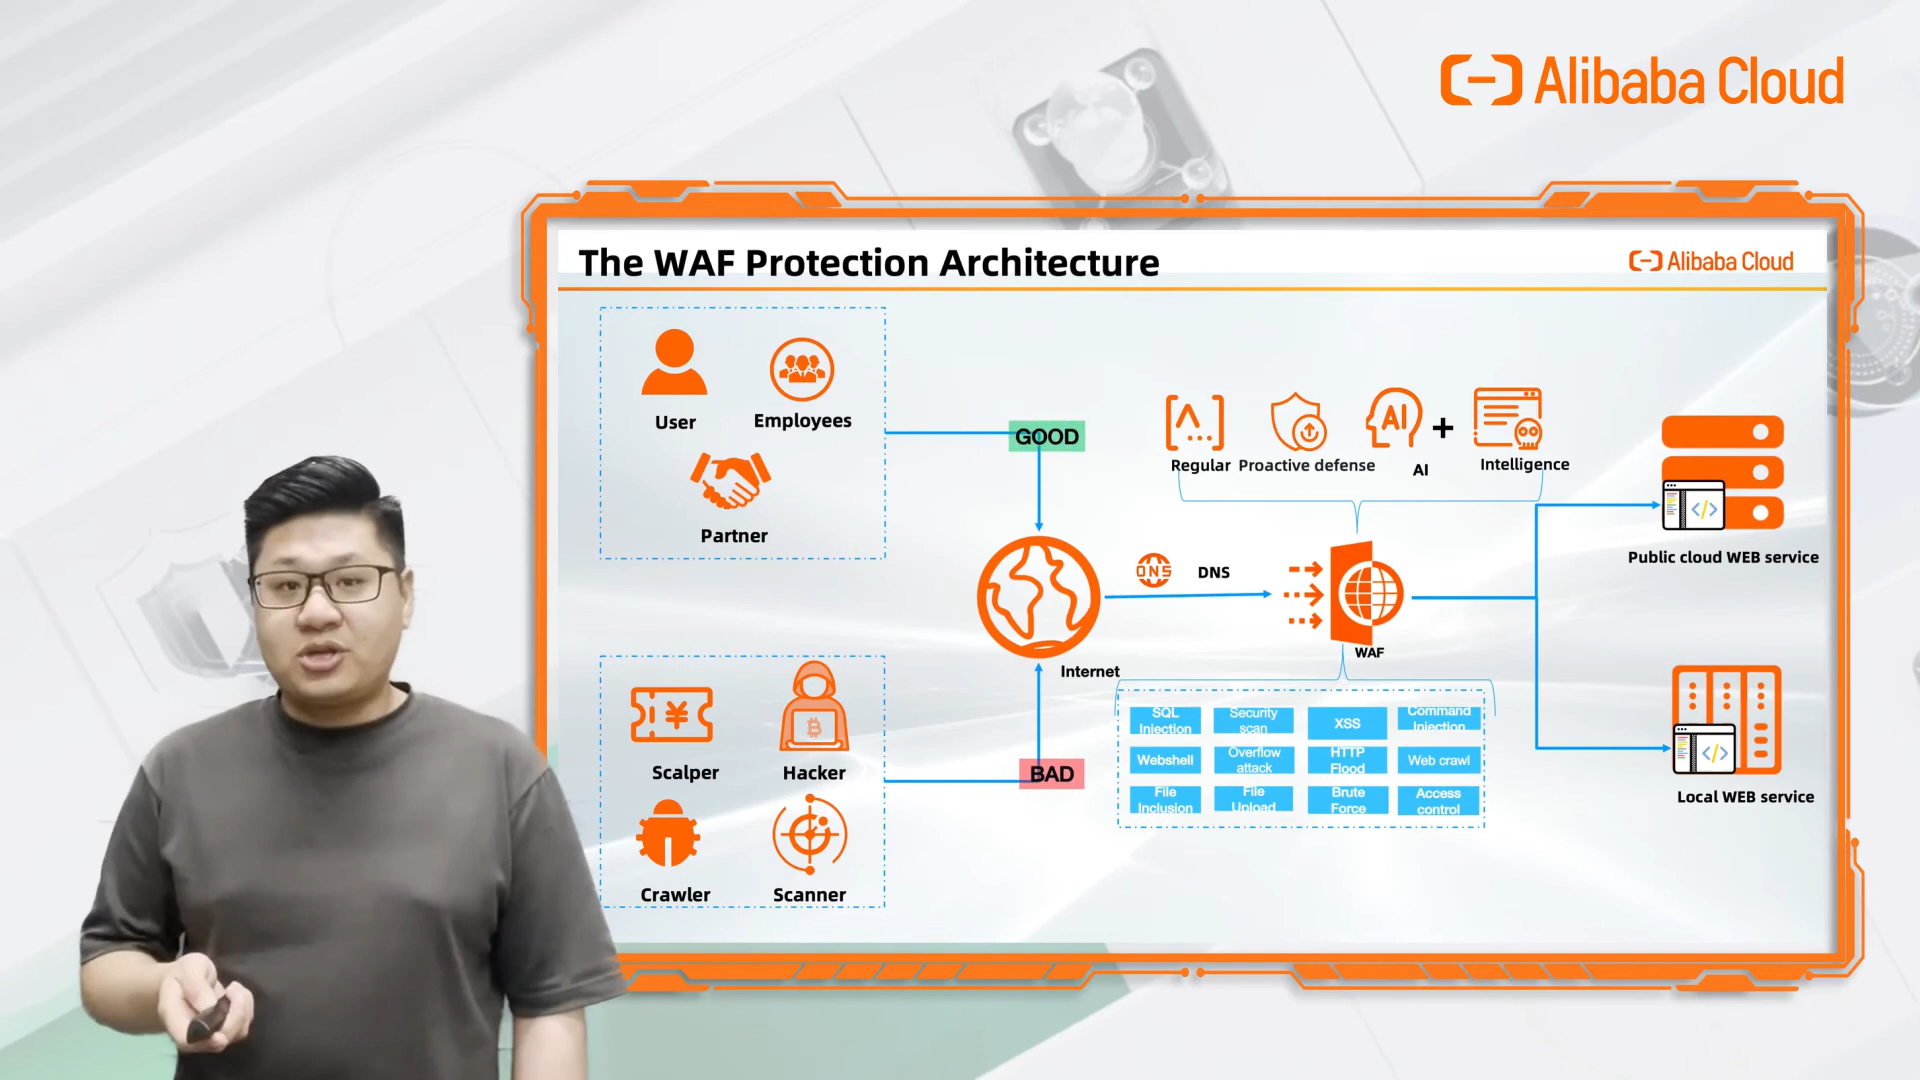 Alibaba Cloud
The WAF Protection Architecture
Alibaba Cloud
User
Employees
Partner
GOOD
Regular
Proactive defense
AI
AI
+
Intelligence
Public cloud WEB service
DNS
DNS
WAF
Internet
Scalper
Hacker
Crawler
Scanner
BAD
SQL
Injection
Security
scan
XSS
Command
Injection
Webshell
Overflow
attack
HTTP
Flood
Web crawl
File
Inclusion
File
Upload
Brute
Force
Access
control
Local WEB service